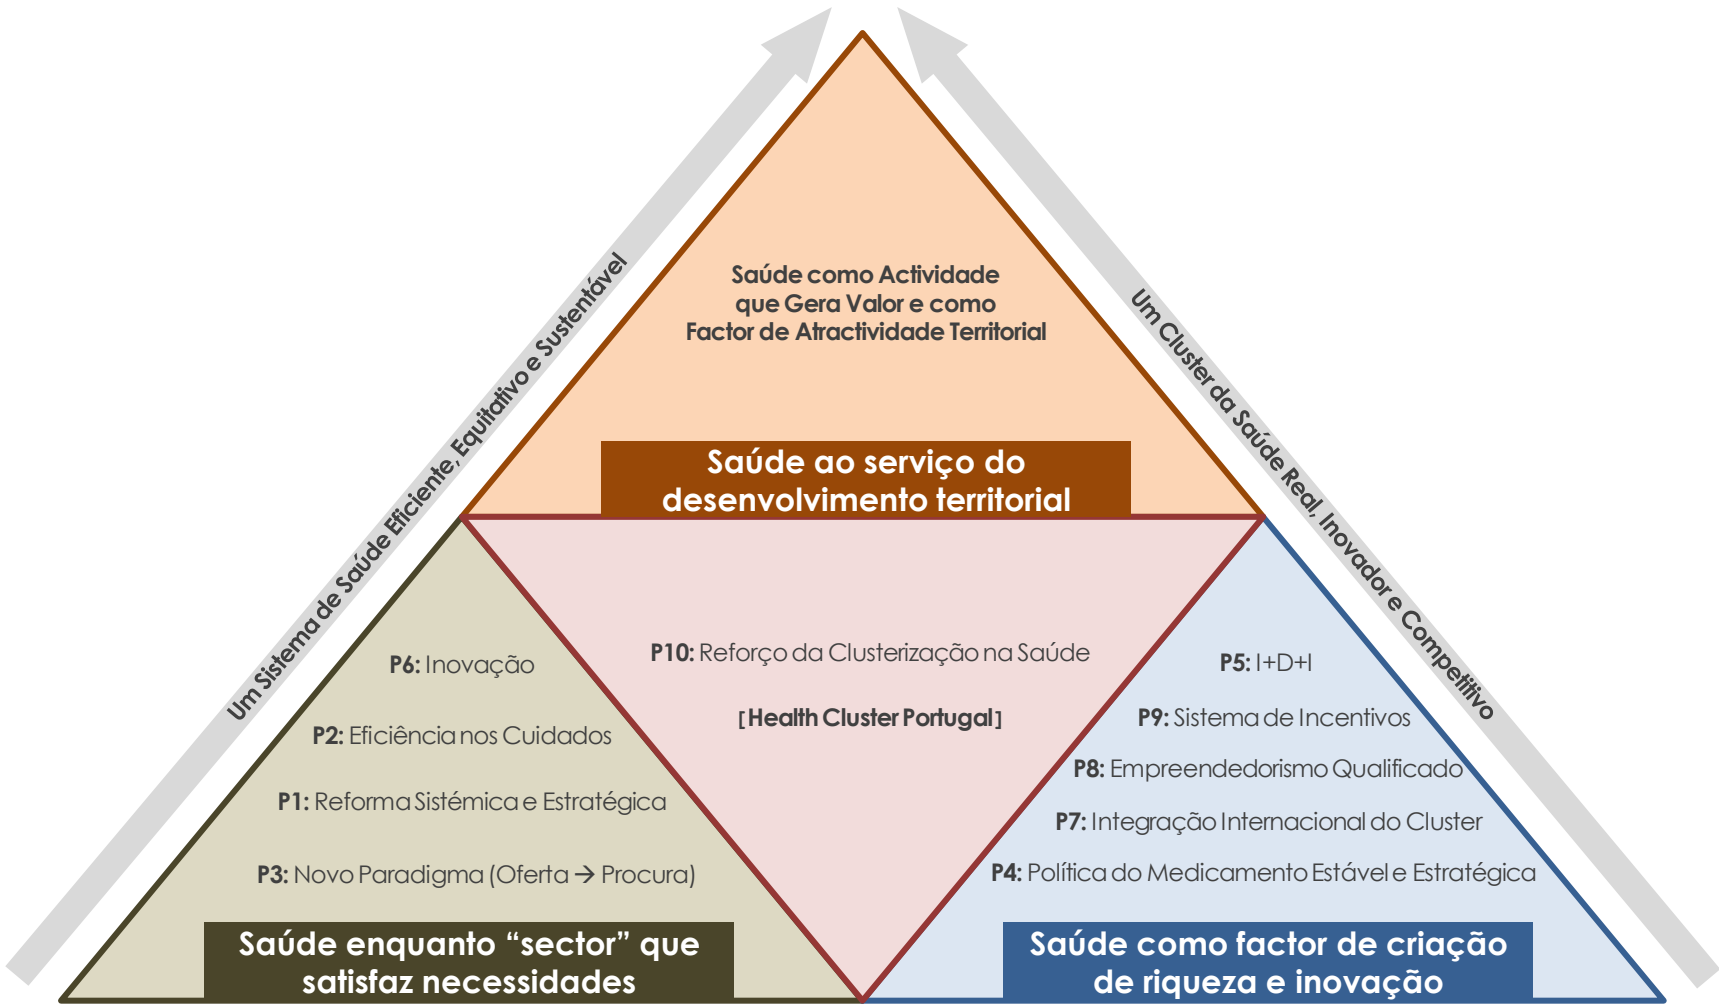 Saúde como Actividade
que Gera Valor e como
Factor de Atractividade Territorial
Saúde ao serviço do
desenvolvimento territorial
Um Sistema de Saúde Eficiente, Equitativo e Sustentável
Um Cluster da Saúde Real, Inovador e Competitivo
P6: Inovação
P2: Eficiência nos Cuidados
P1: Reforma Sistémica e Estratégica
P3: Novo Paradigma (Oferta → Procura)
Saúde enquanto “sector” que
satisfaz necessidades
P10: Reforço da Clusterização na Saúde
[Health Cluster Portugal]
P5: I+D+I
P9: Sistema de Incentivos
P8: Empreendedorismo Qualificado
P7: Integração Internacional do Cluster
P4: Política do Medicamento Estável e Estratégica
Saúde como factor de criação
de riqueza e inovação